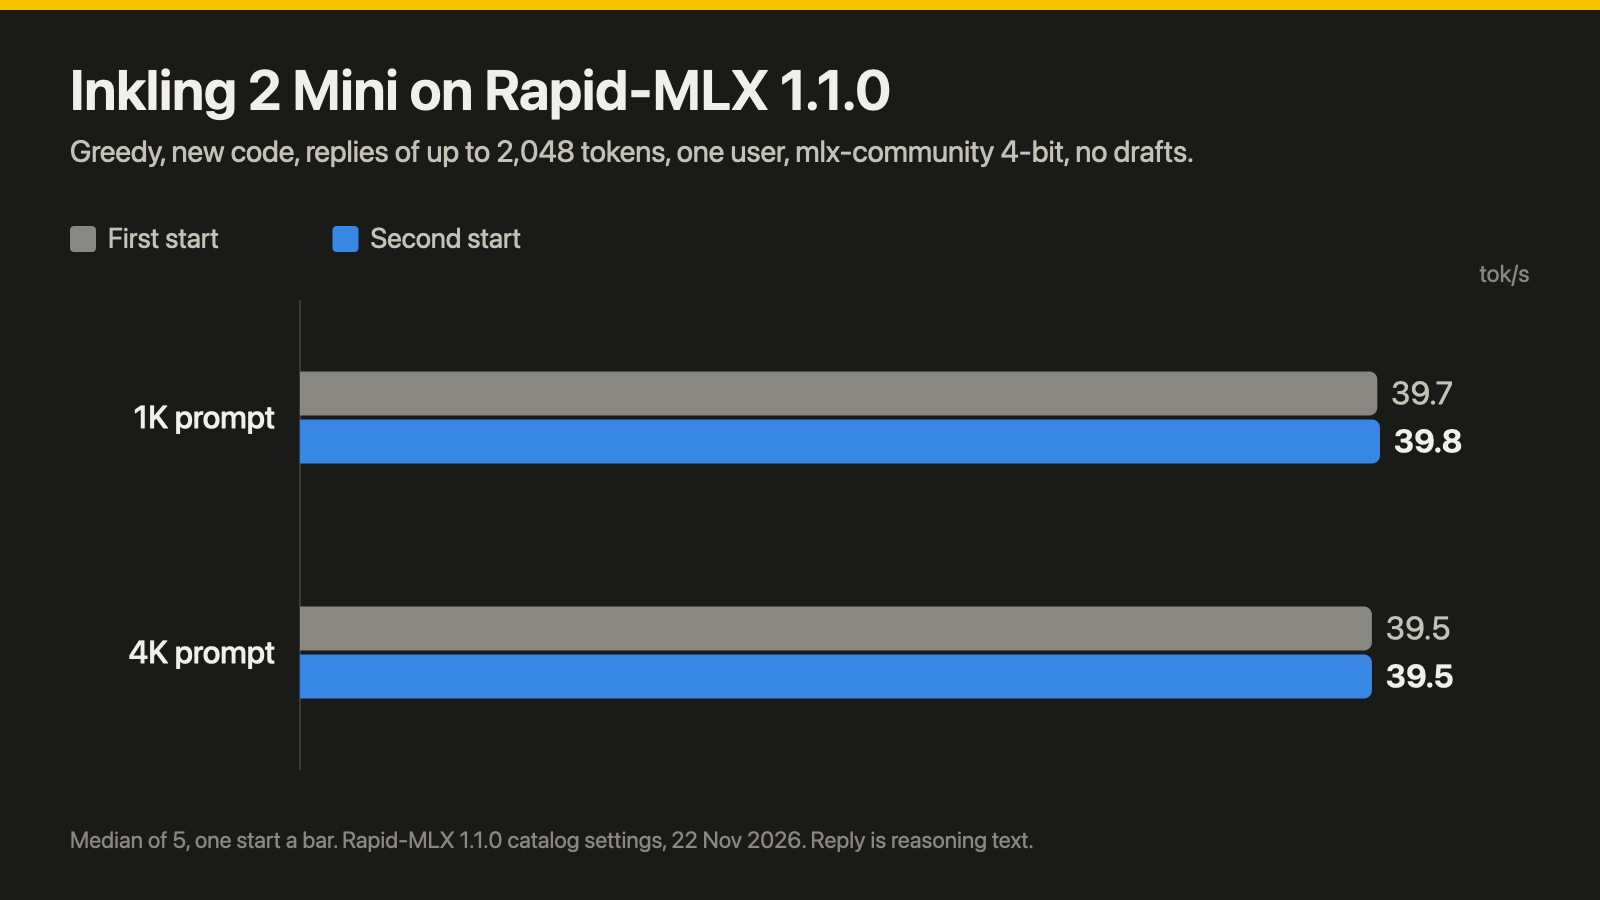 Inkling 2 Mini on Rapid-MLX 1.1.0
Greedy, new code, replies of up to 2,048 tokens, one user, mlx-community 4-bit, no drafts.
First start
Second start
tok/s
1K prompt
39.7
39.8
4K prompt
39.5
39.5
Median of 5, one start a bar. Rapid-MLX 1.1.0 catalog settings, 22 Nov 2026. Reply is reasoning text.